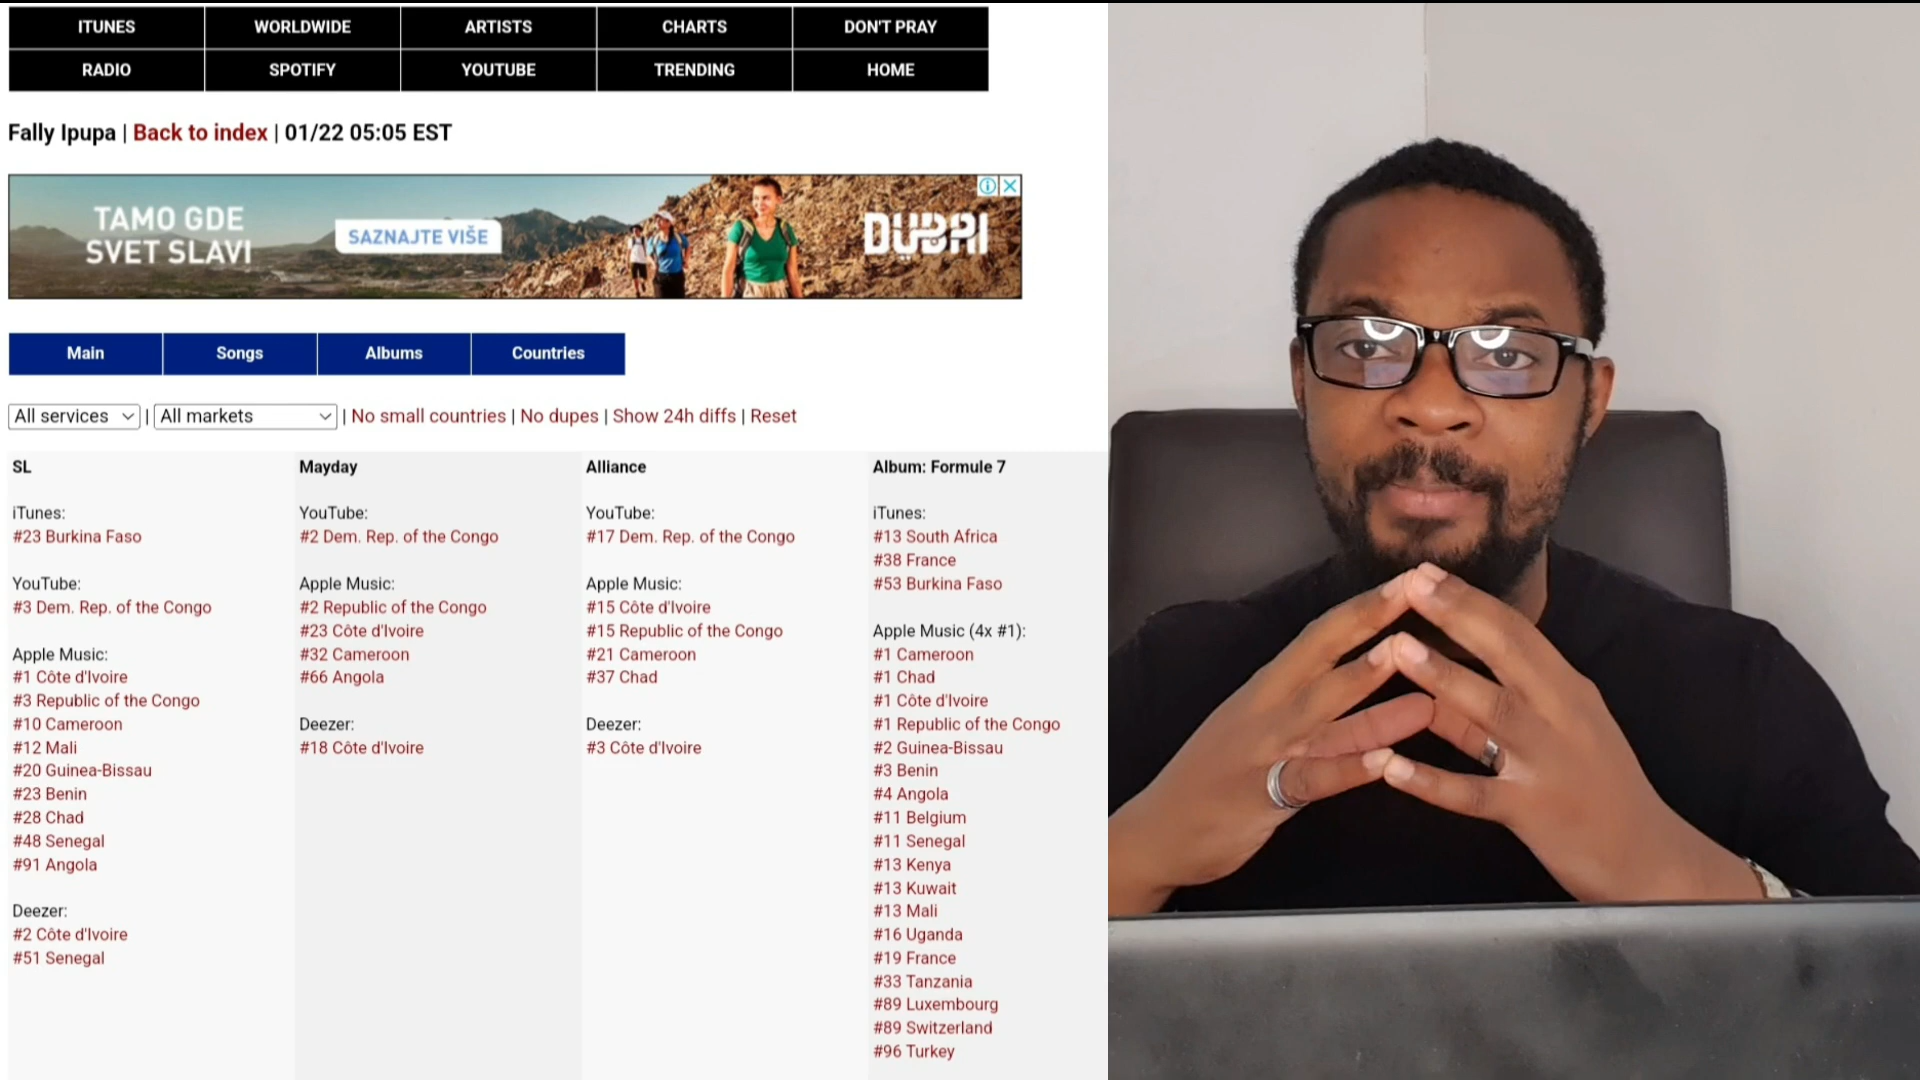 ITUNES WORLDWIDE ARTISTS CHARTS DON'T PRAY
RADIO SPOTIFY YOUTUBE TRENDING HOME
Fally Ipupa | Back to index | 01/22 05:05 EST
TAMO GDE
SVET SLAVI
SAZNAJTE VIŠE
DUBAI
Main Songs Albums Countries
All services | All markets | No small countries | No dupes | Show 24h diffs | Reset
SL
iTunes:
#23 Burkina Faso
YouTube:
#3 Dem. Rep. of the Congo
Apple Music:
#1 Côte d'Ivoire
#3 Republic of the Congo
#10 Cameroon
#12 Mali
#20 Guinea-Bissau
#23 Benin
#28 Chad
#48 Senegal
#91 Angola
Deezer:
#2 Côte d'Ivoire
#51 Senegal
Mayday
YouTube:
#2 Dem. Rep. of the Congo
Apple Music:
#2 Republic of the Congo
#23 Côte d'Ivoire
#32 Cameroon
#66 Angola
Deezer:
#18 Côte d'Ivoire
Alliance
YouTube:
#17 Dem. Rep. of the Congo
Apple Music:
#15 Côte d'Ivoire
#15 Republic of the Congo
#21 Cameroon
#37 Chad
Deezer:
#3 Côte d'Ivoire
Album: Formule 7
iTunes:
#13 South Africa
#38 France
#53 Burkina Faso
Apple Music (4x #1):
#1 Cameroon
#1 Chad
#1 Côte d'Ivoire
#1 Republic of the Congo
#2 Guinea-Bissau
#3 Benin
#4 Angola
#11 Belgium
#11 Senegal
#13 Kenya
#13 Kuwait
#13 Mali
#16 Uganda
#19 France
#33 Tanzania
#89 Luxembourg
#89 Switzerland
#96 Turkey